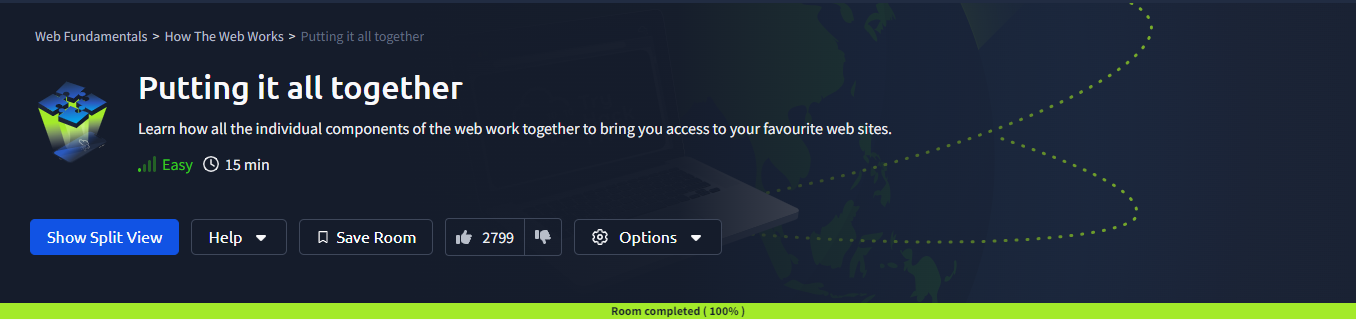 Web Fundamentals > How The Web Works > Putting it all together
Putting it all together
Learn how all the individual components of the web work together to bring you access to your favourite web sites.
Easy 15 min
Show Split View Help Save Room 2799 Options
Room completed ( 100% )